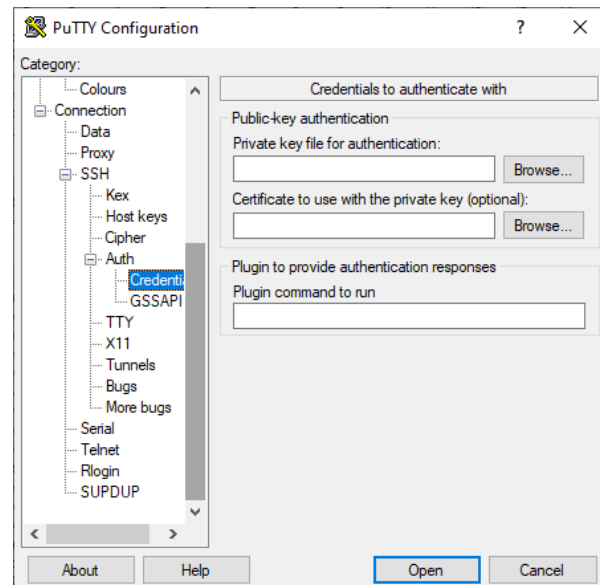 PuTTY Configuration
?
Category:
Colours
Connection
Data
Proxy
SSH
Kex
Host keys
Cipher
Auth
Credenti
GSSAPI
TTY
X11
Tunnels
Bugs
More bugs
Serial
Telnet
Rlogin
SUPDUP
Credentials to authenticate with
Public-key authentication
Private key file for authentication:
Browse...
Certificate to use with the private key (optional):
Browse...
Plugin to provide authentication responses
Plugin command to run
About
Help
Open
Cancel